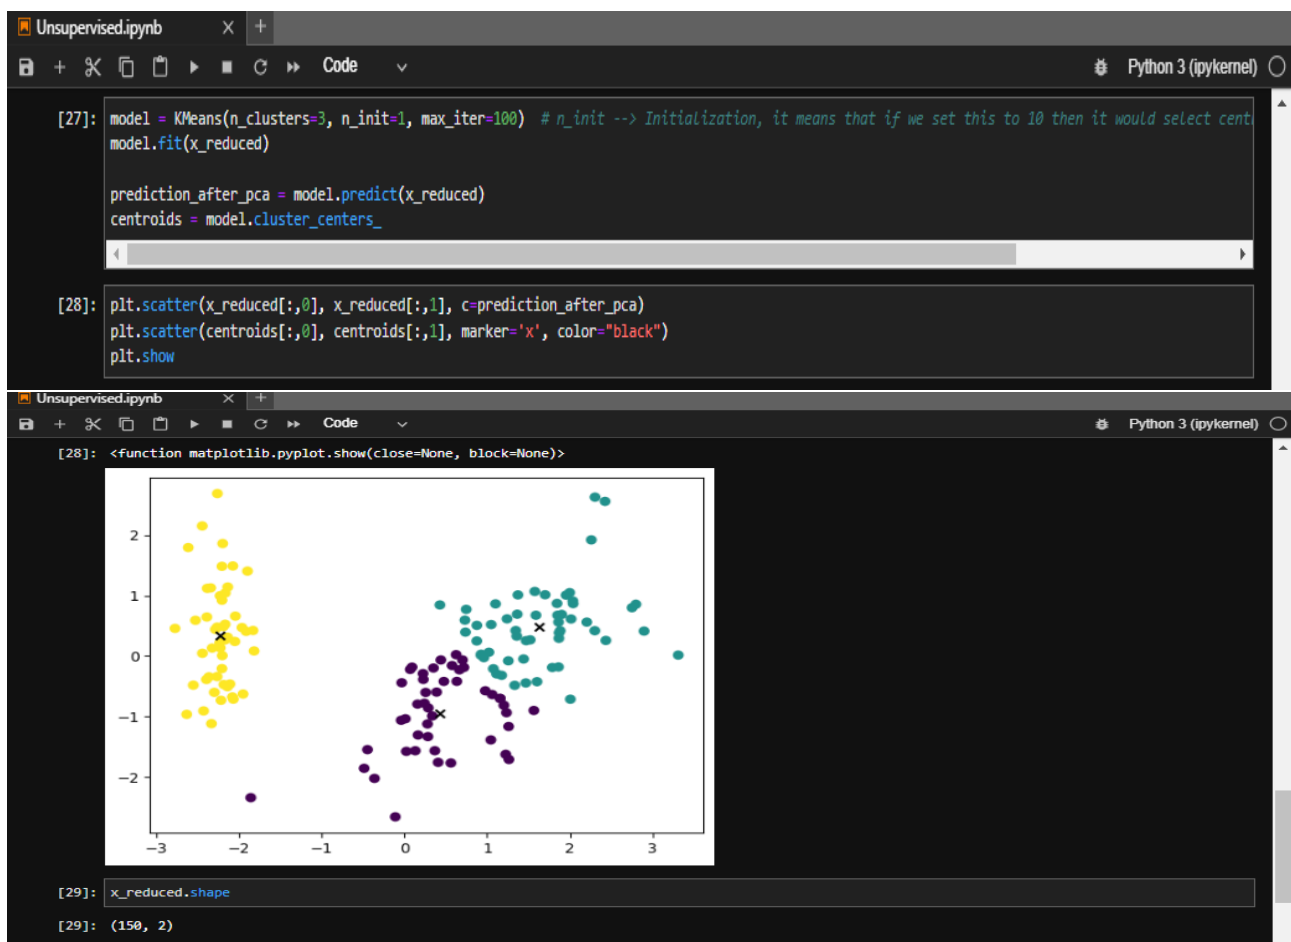 Unsupervised.ipynb
Code
Python 3 (ipykernel)
[27]: model = KMeans(n_clusters=3, n_init=1, max_iter=100)  # n_init --> Initialization, it means that if we set this to 10 then it would select cent
model.fit(x_reduced)
prediction_after_pca = model.predict(x_reduced)
centroids = model.cluster_centers_
[28]: plt.scatter(x_reduced[:,0], x_reduced[:,1], c=prediction_after_pca)
plt.scatter(centroids[:,0], centroids[:,1], marker='x', color="black")
plt.show
Unsupervised.ipynb
Code
Python 3 (ipykernel)
[28]: <function matplotlib.pyplot.show(close=None, block=None)>
2
1
0
−1
−2
−3 −2 −1 0 1 2 3
[29]: x_reduced.shape
[29]: (150, 2)